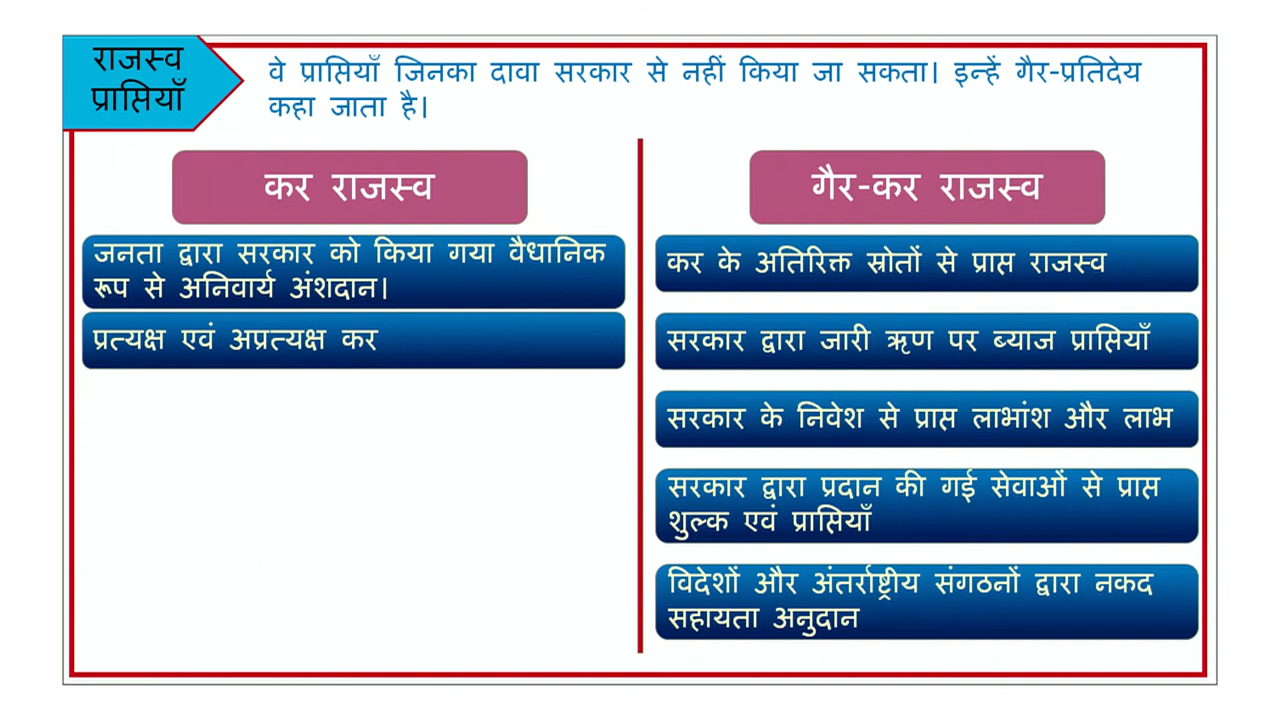 राजस्व
प्राप्तियाँ
वे प्राप्तियाँ जिनका दावा सरकार से नहीं किया जा सकता। इन्हें गैर-प्रतिदेय
कहा जाता है।
कर राजस्व
जनता द्वारा सरकार को किया गया वैधानिक
रूप से अनिवार्य अंशदान।
प्रत्यक्ष एवं अप्रत्यक्ष कर
गैर-कर राजस्व
कर के अतिरिक्त स्रोतों से प्राप्त राजस्व
सरकार द्वारा जारी ऋण पर ब्याज प्राप्तियाँ
सरकार के निवेश से प्राप्त लाभांश और लाभ
सरकार द्वारा प्रदान की गई सेवाओं से प्राप्त
शुल्क एवं प्राप्तियाँ
विदेशों और अंतर्राष्ट्रीय संगठनों द्वारा नकद
सहायता अनुदान